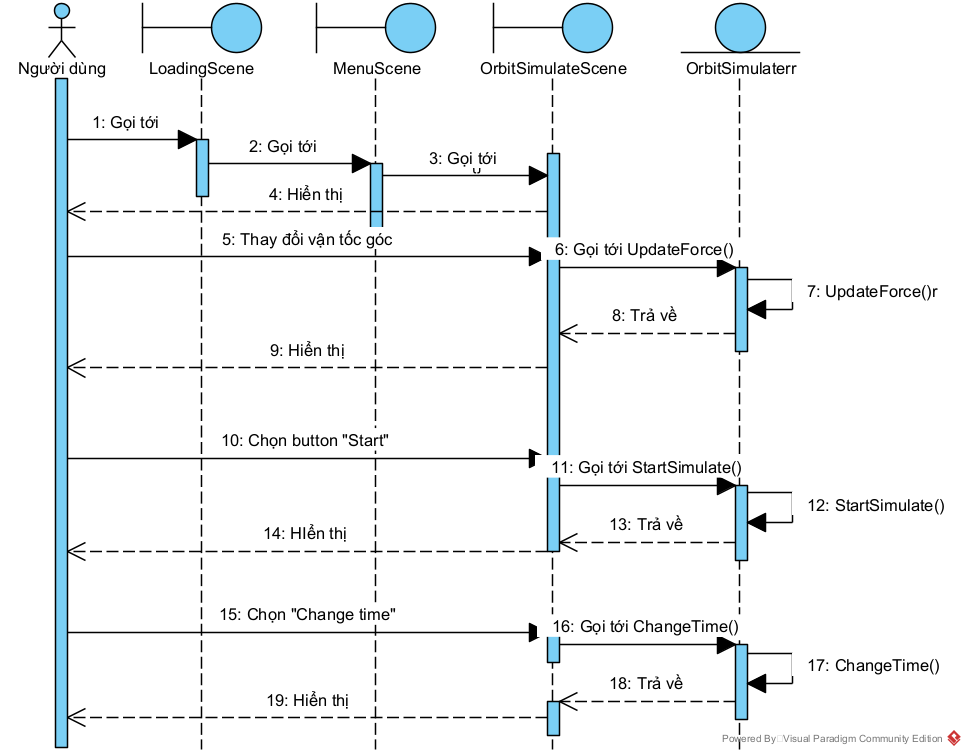 Người dùng
LoadingScene
MenuScene
OrbitSimulateScene
OrbitSimulaterr
1: Gọi tới
2: Gọi tới
3: Gọi tới
4: Hiển thị
5: Thay đổi vận tốc góc
6: Gọi tới UpdateForce()
7: UpdateForce()r
8: Trả về
9: Hiển thị
10: Chọn button "Start"
11: Gọi tới StartSimulate()
12: StartSimulate()
13: Trả về
14: HIển thị
15: Chọn "Change time"
16: Gọi tới ChangeTime()
17: ChangeTime()
18: Trả về
19: Hiển thị
Powered By Visual Paradigm Community Edition